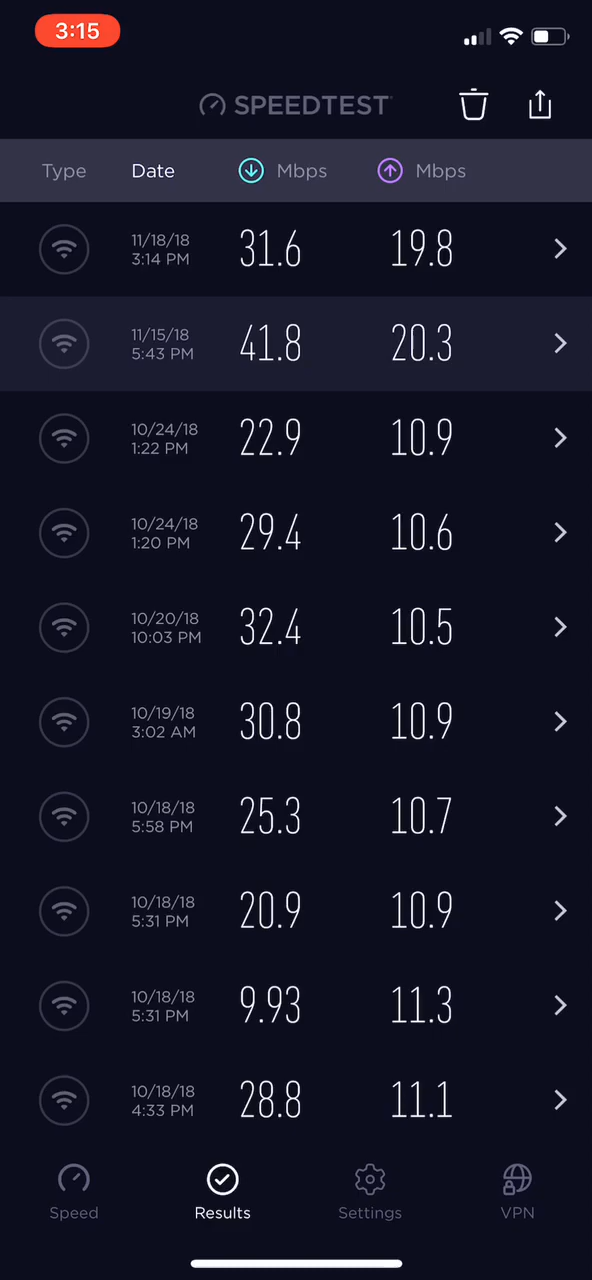 3:15
SPEEDTEST
Type Date Mbps Mbps
11/18/18
3:14 PM
31.6 19.8
11/15/18
5:43 PM
41.8 20.3
10/24/18
1:22 PM
22.9 10.9
10/24/18
1:20 PM
29.4 10.6
10/20/18
10:03 PM
32.4 10.5
10/19/18
3:02 AM
30.8 10.9
10/18/18
5:58 PM
25.3 10.7
10/18/18
5:31 PM
20.9 10.9
10/18/18
5:31 PM
9.93 11.3
10/18/18
4:33 PM
28.8 11.1
Speed Results Settings VPN